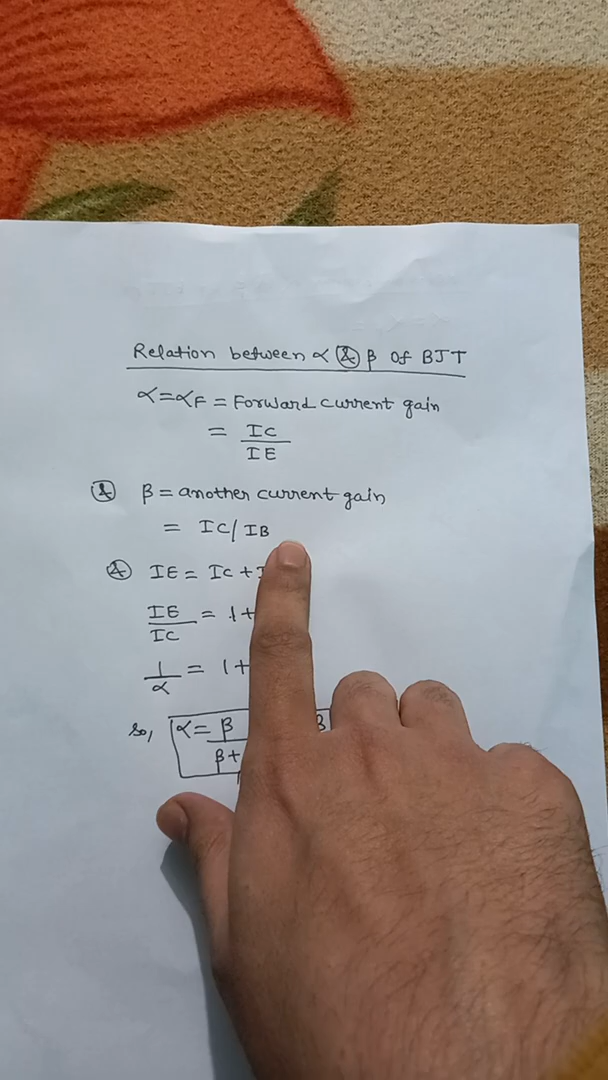 Relation between α & β of BJT
α=αF = Forward current gain
= IC/IE
& β = another current gain
= IC/IB
& IE = IC +
IE/IC = 1+
1/α = 1+
so, α = β
β+